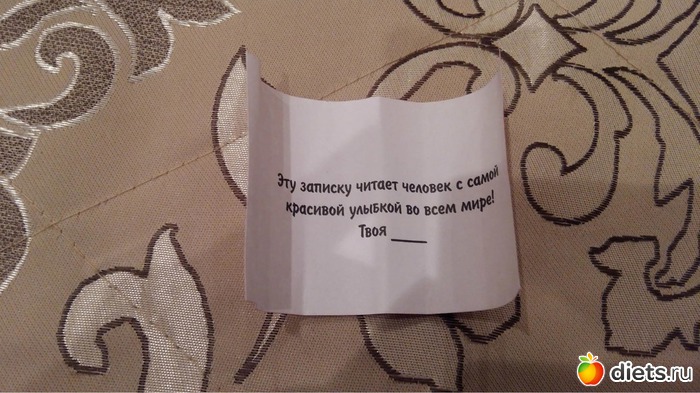 Эту записку читает человек с самой
красивой улыбкой во всем мире!
Твоя ____
diets.ru